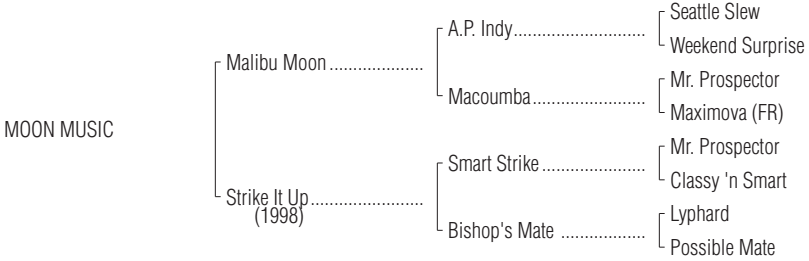 Seattle Slew
A.P. Indy..............................
Weekend Surprise
Malibu Moon .....................
Mr. Prospector
Macoumba..........................
Maximova (FR)
MOON MUSIC
Mr. Prospector
Smart Strike ........................
Classy 'n Smart
Strike It Up..........................
(1998)
Lyphard
Bishop's Mate ...................
Possible Mate